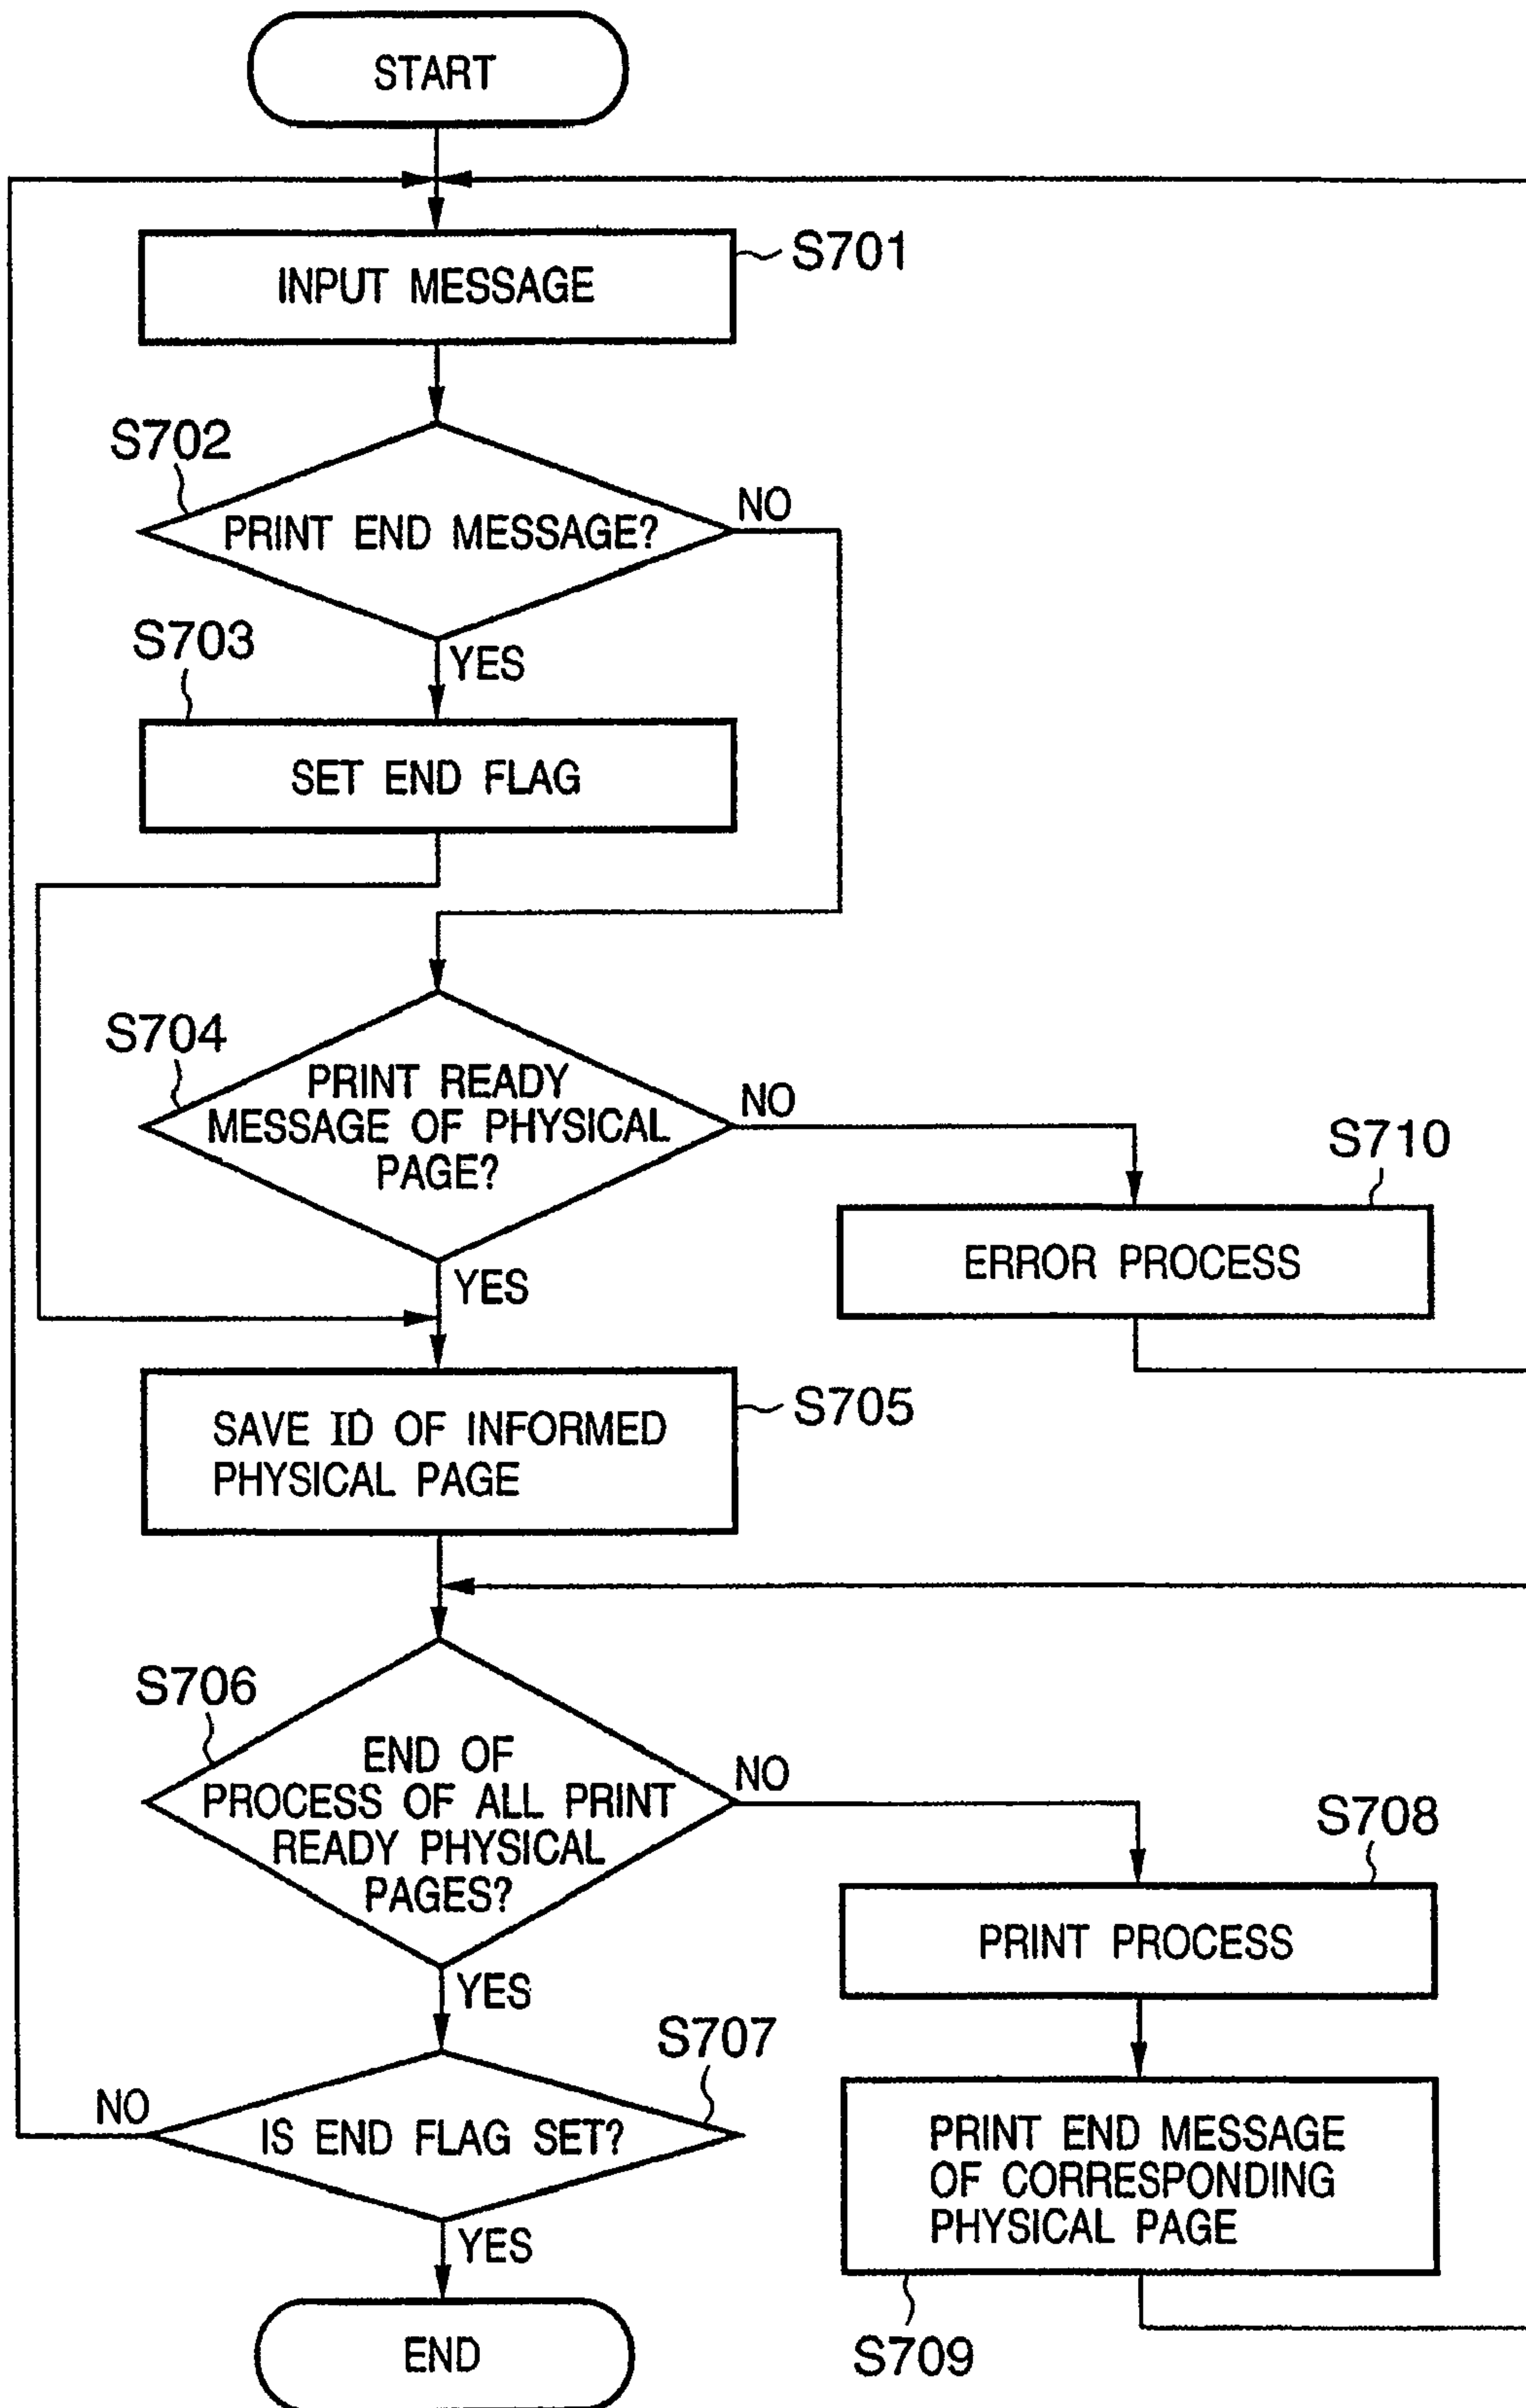 START
INPUT MESSAGE
S701
S702
PRINT END MESSAGE?
NO
YES
S703
SET END FLAG
S704
PRINT READY
MESSAGE OF PHYSICAL
PAGE?
NO
YES
S710
ERROR PROCESS
SAVE ID OF INFORMED
PHYSICAL PAGE
S705
S706
END OF
PROCESS OF ALL PRINT
READY PHYSICAL
PAGES?
NO
YES
S708
PRINT PROCESS
S707
IS END FLAG SET?
NO
YES
PRINT END MESSAGE
OF CORRESPONDING
PHYSICAL PAGE
S709
END